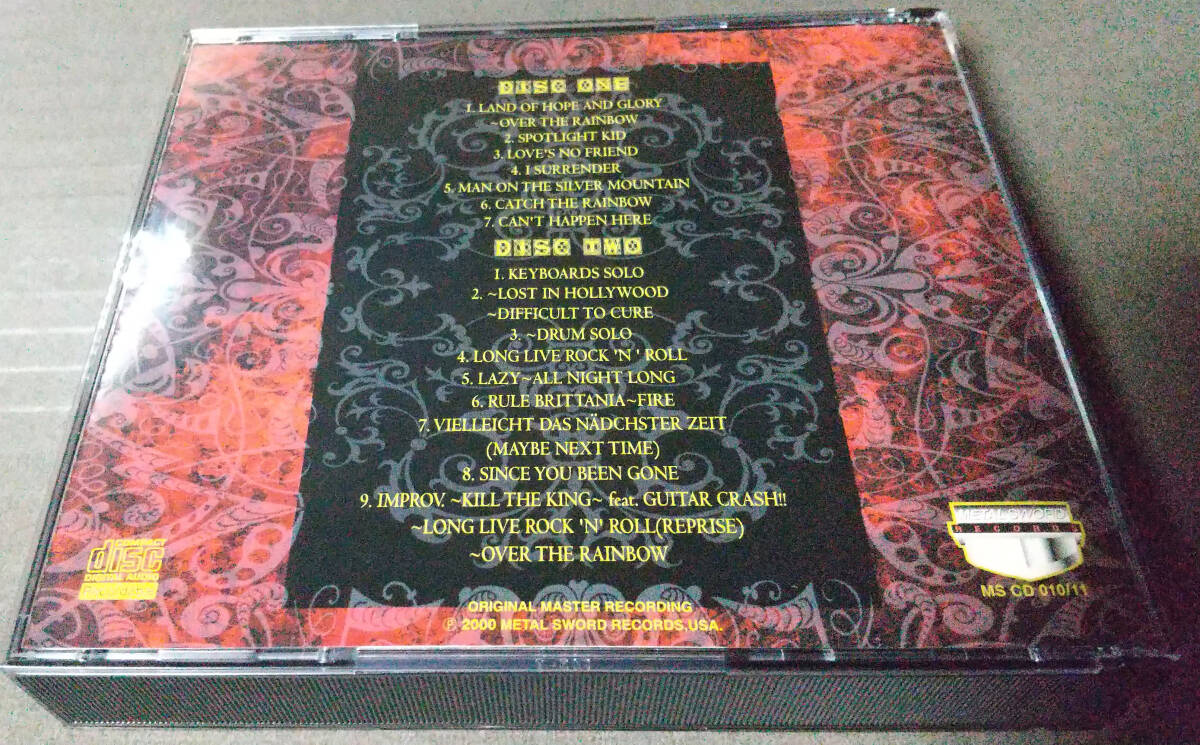 DISC ONE
1. LAND OF HOPE AND GLORY
~OVER THE RAINBOW
2. SPOTLIGHT KID
3. LOVE'S NO FRIEND
4. I SURRENDER
5. MAN ON THE SILVER MOUNTAIN
6. CATCH THE RAINBOW
7. CAN'T HAPPEN HERE
DISC TWO
1. KEYBOARDS SOLO
2. ~LOST IN HOLLYWOOD
~DIFFICULT TO CURE
3. ~DRUM SOLO
4. LONG LIVE ROCK 'N ' ROLL
5. LAZY~ALL NIGHT LONG
6. RULE BRITTANIA~FIRE
7. VIELLEICHT DAS NÄDCHSTER ZEIT
(MAYBE NEXT TIME)
8. SINCE YOU BEEN GONE
9. IMPROV. ~KILL THE KING~ feat. GUITAR CRASH!!
~LONG LIVE ROCK 'N' ROLL(REPRISE)
~OVER THE RAINBOW
COMPACT
disc
DIGITAL AUDIO
Recordable
METAL SWORD
RECORDS
MS CD 010/11
ORIGINAL MASTER RECORDING
℗ 2000 METAL SWORD RECORDS,USA.